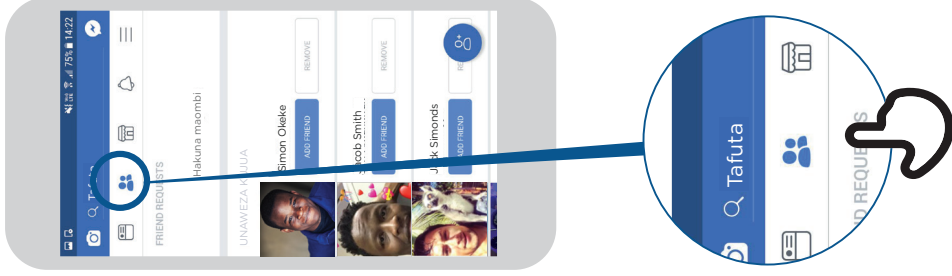 75% 14:22
Tafuta
FRIEND REQUESTS
Hakuna maombi
UNAWEZA KUJUA
Simon Okeke
ADD FRIEND REMOVE
Jacob Smith
ADD FRIEND REMOVE
Jack Simonds
ADD FRIEND
Tafuta